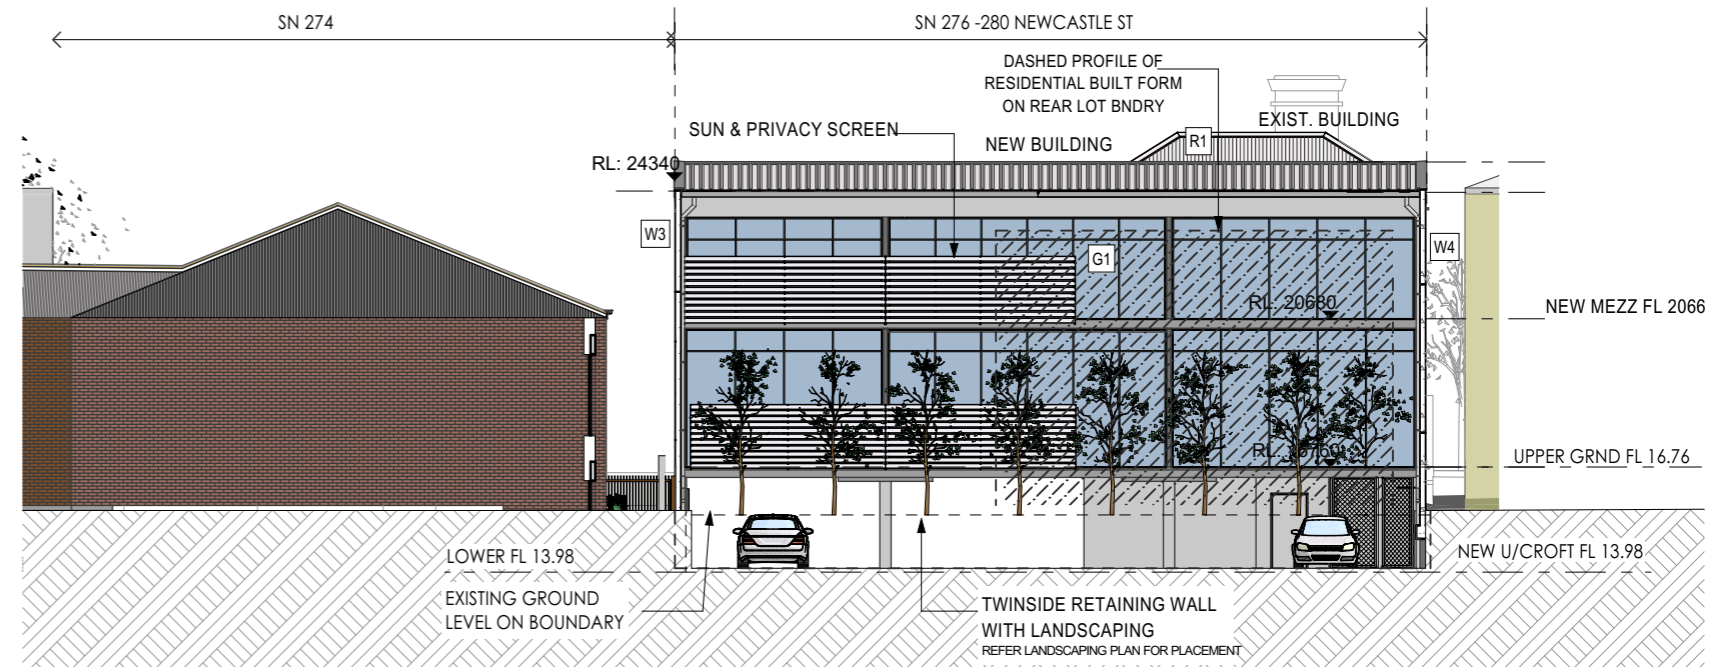 SN 274
SN 276 -280 NEWCASTLE ST
DASHED PROFILE OF
RESIDENTIAL BUILT FORM
ON REAR LOT BNDRY
SUN & PRIVACY SCREEN
NEW BUILDING
R1
EXIST. BUILDING
RL: 24340
W3
G1
W4
RL: 20680
NEW MEZZ FL 2066
RL:
UPPER GRND FL 16.76
LOWER FL 13.98
NEW U/CROFT FL 13.98
EXISTING GROUND
LEVEL ON BOUNDARY
TWINSIDE RETAINING WALL
WITH LANDSCAPING
REFER LANDSCAPING PLAN FOR PLACEMENT